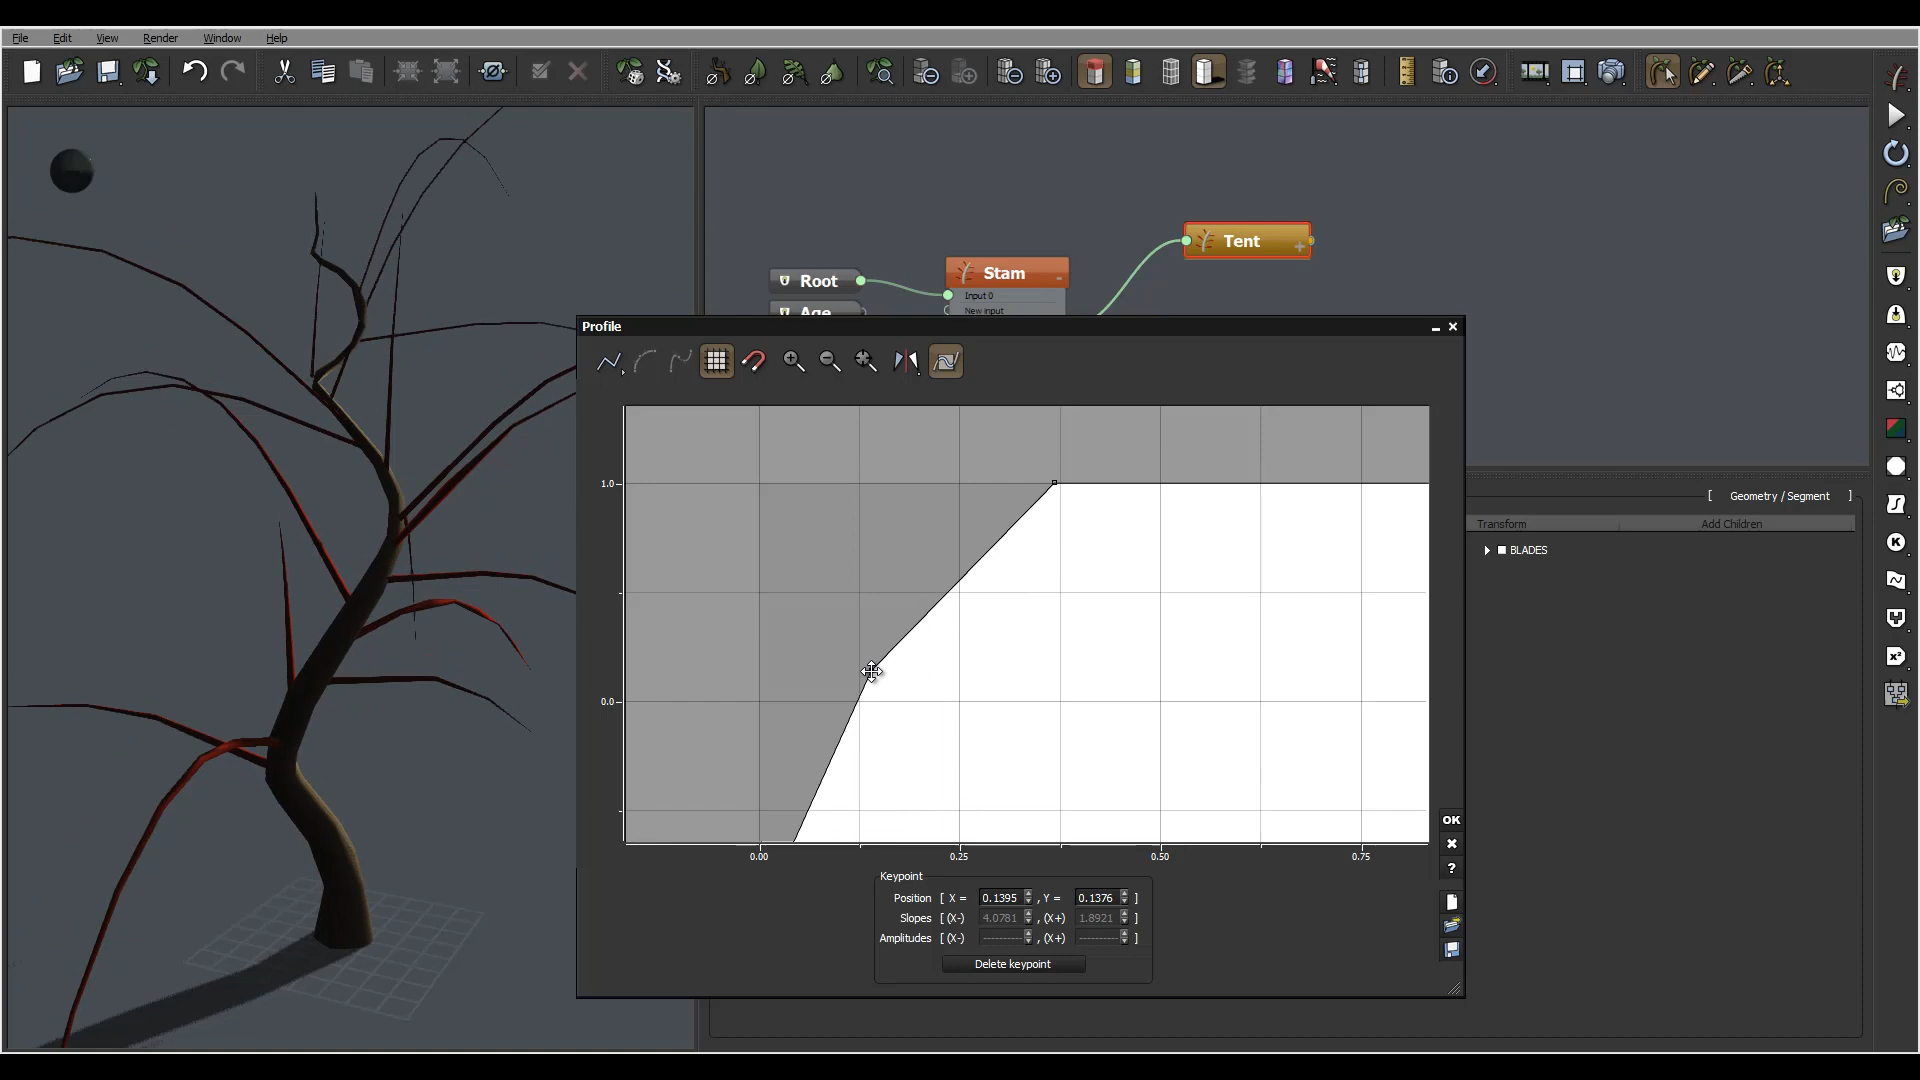 File Edit View Render Window Help
Tent
Stam
Root
Input 0
New input
Age
Profile
1.0
0.0
0.00 0.25 0.50 0.75
OK
?
Keypoint
Position [ X = 0.1395 , Y = 0.1376 ]
Slopes [ (X-) 4.0781 , (X+) 1.8921 ]
Amplitudes [ (X-) ---------- , (X+) ---------- ]
Delete keypoint
[ Geometry / Segment ]
Transform Add Children
BLADES
K
x²